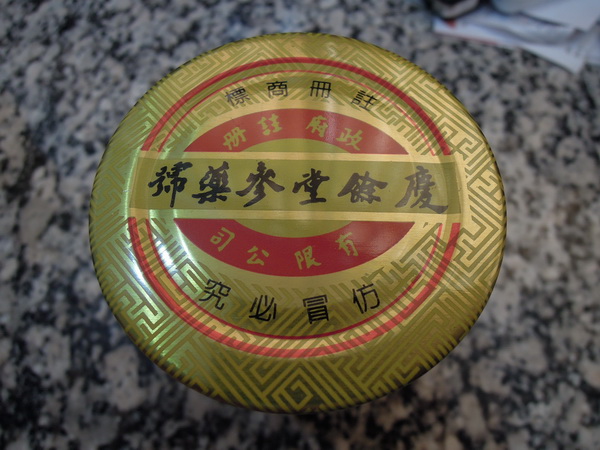 註冊商標
政府註冊
慶餘堂參藥號
有限公司
仿冒必究